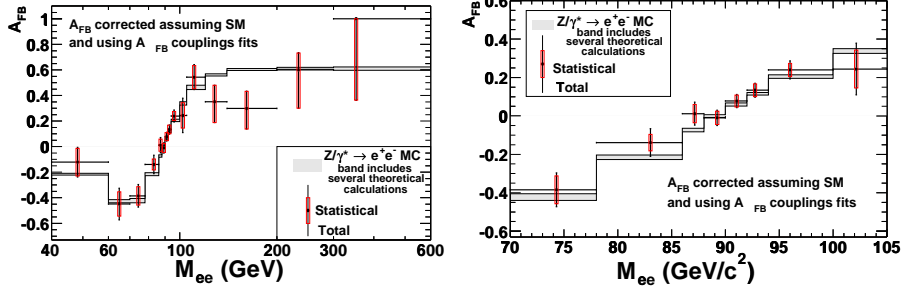 A_FB
1
0.8
0.6
0.4
0.2
0
-0.2
-0.4
-0.6
A_FB corrected assuming SM
and using A_FB couplings fits
Z/γ* → e+e- MC
band includes
several theoretical
calculations
Statistical
Total
40
60
100
200
300
600
M_ee (GeV)
A_FB
0.6
0.4
0.2
0
-0.2
-0.4
-0.6
Z/γ* → e+e- MC
band includes
several theoretical
calculations
Statistical
Total
A_FB corrected assuming SM
and using A_FB couplings fits
70
75
80
85
90
95
100
105
M_ee (GeV/c²)